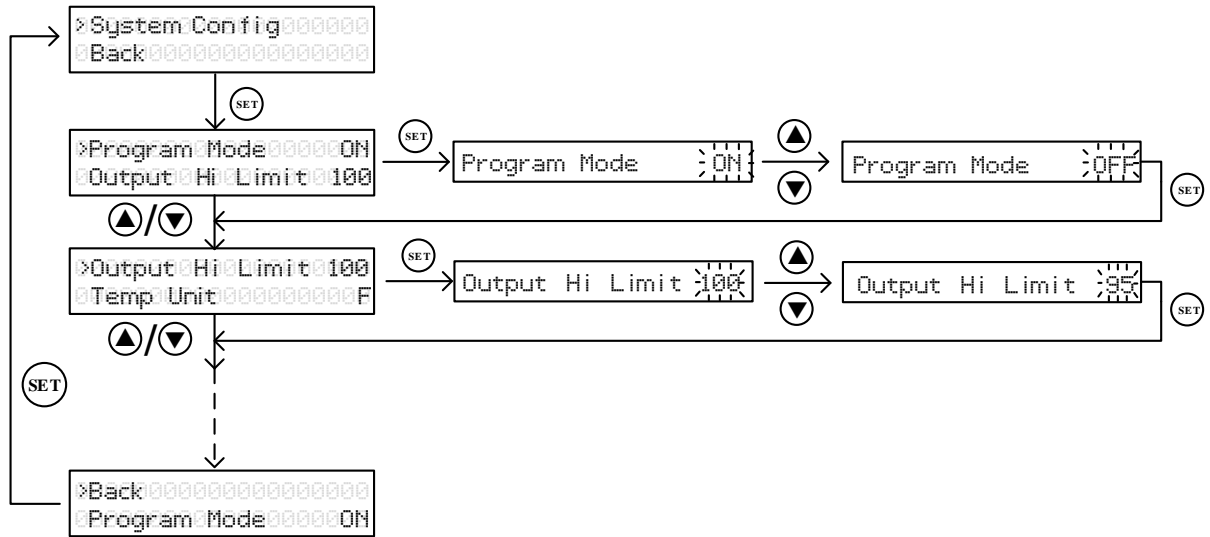 >System Config
Back
SET
>Program Mode ON
Output Hi Limit 100
SET
Program Mode ON
Program Mode OFF
SET
/
>Output Hi Limit 100
Temp Unit F
SET
Output Hi Limit 100
Output Hi Limit 95
SET
/
SET
>Back
Program Mode ON